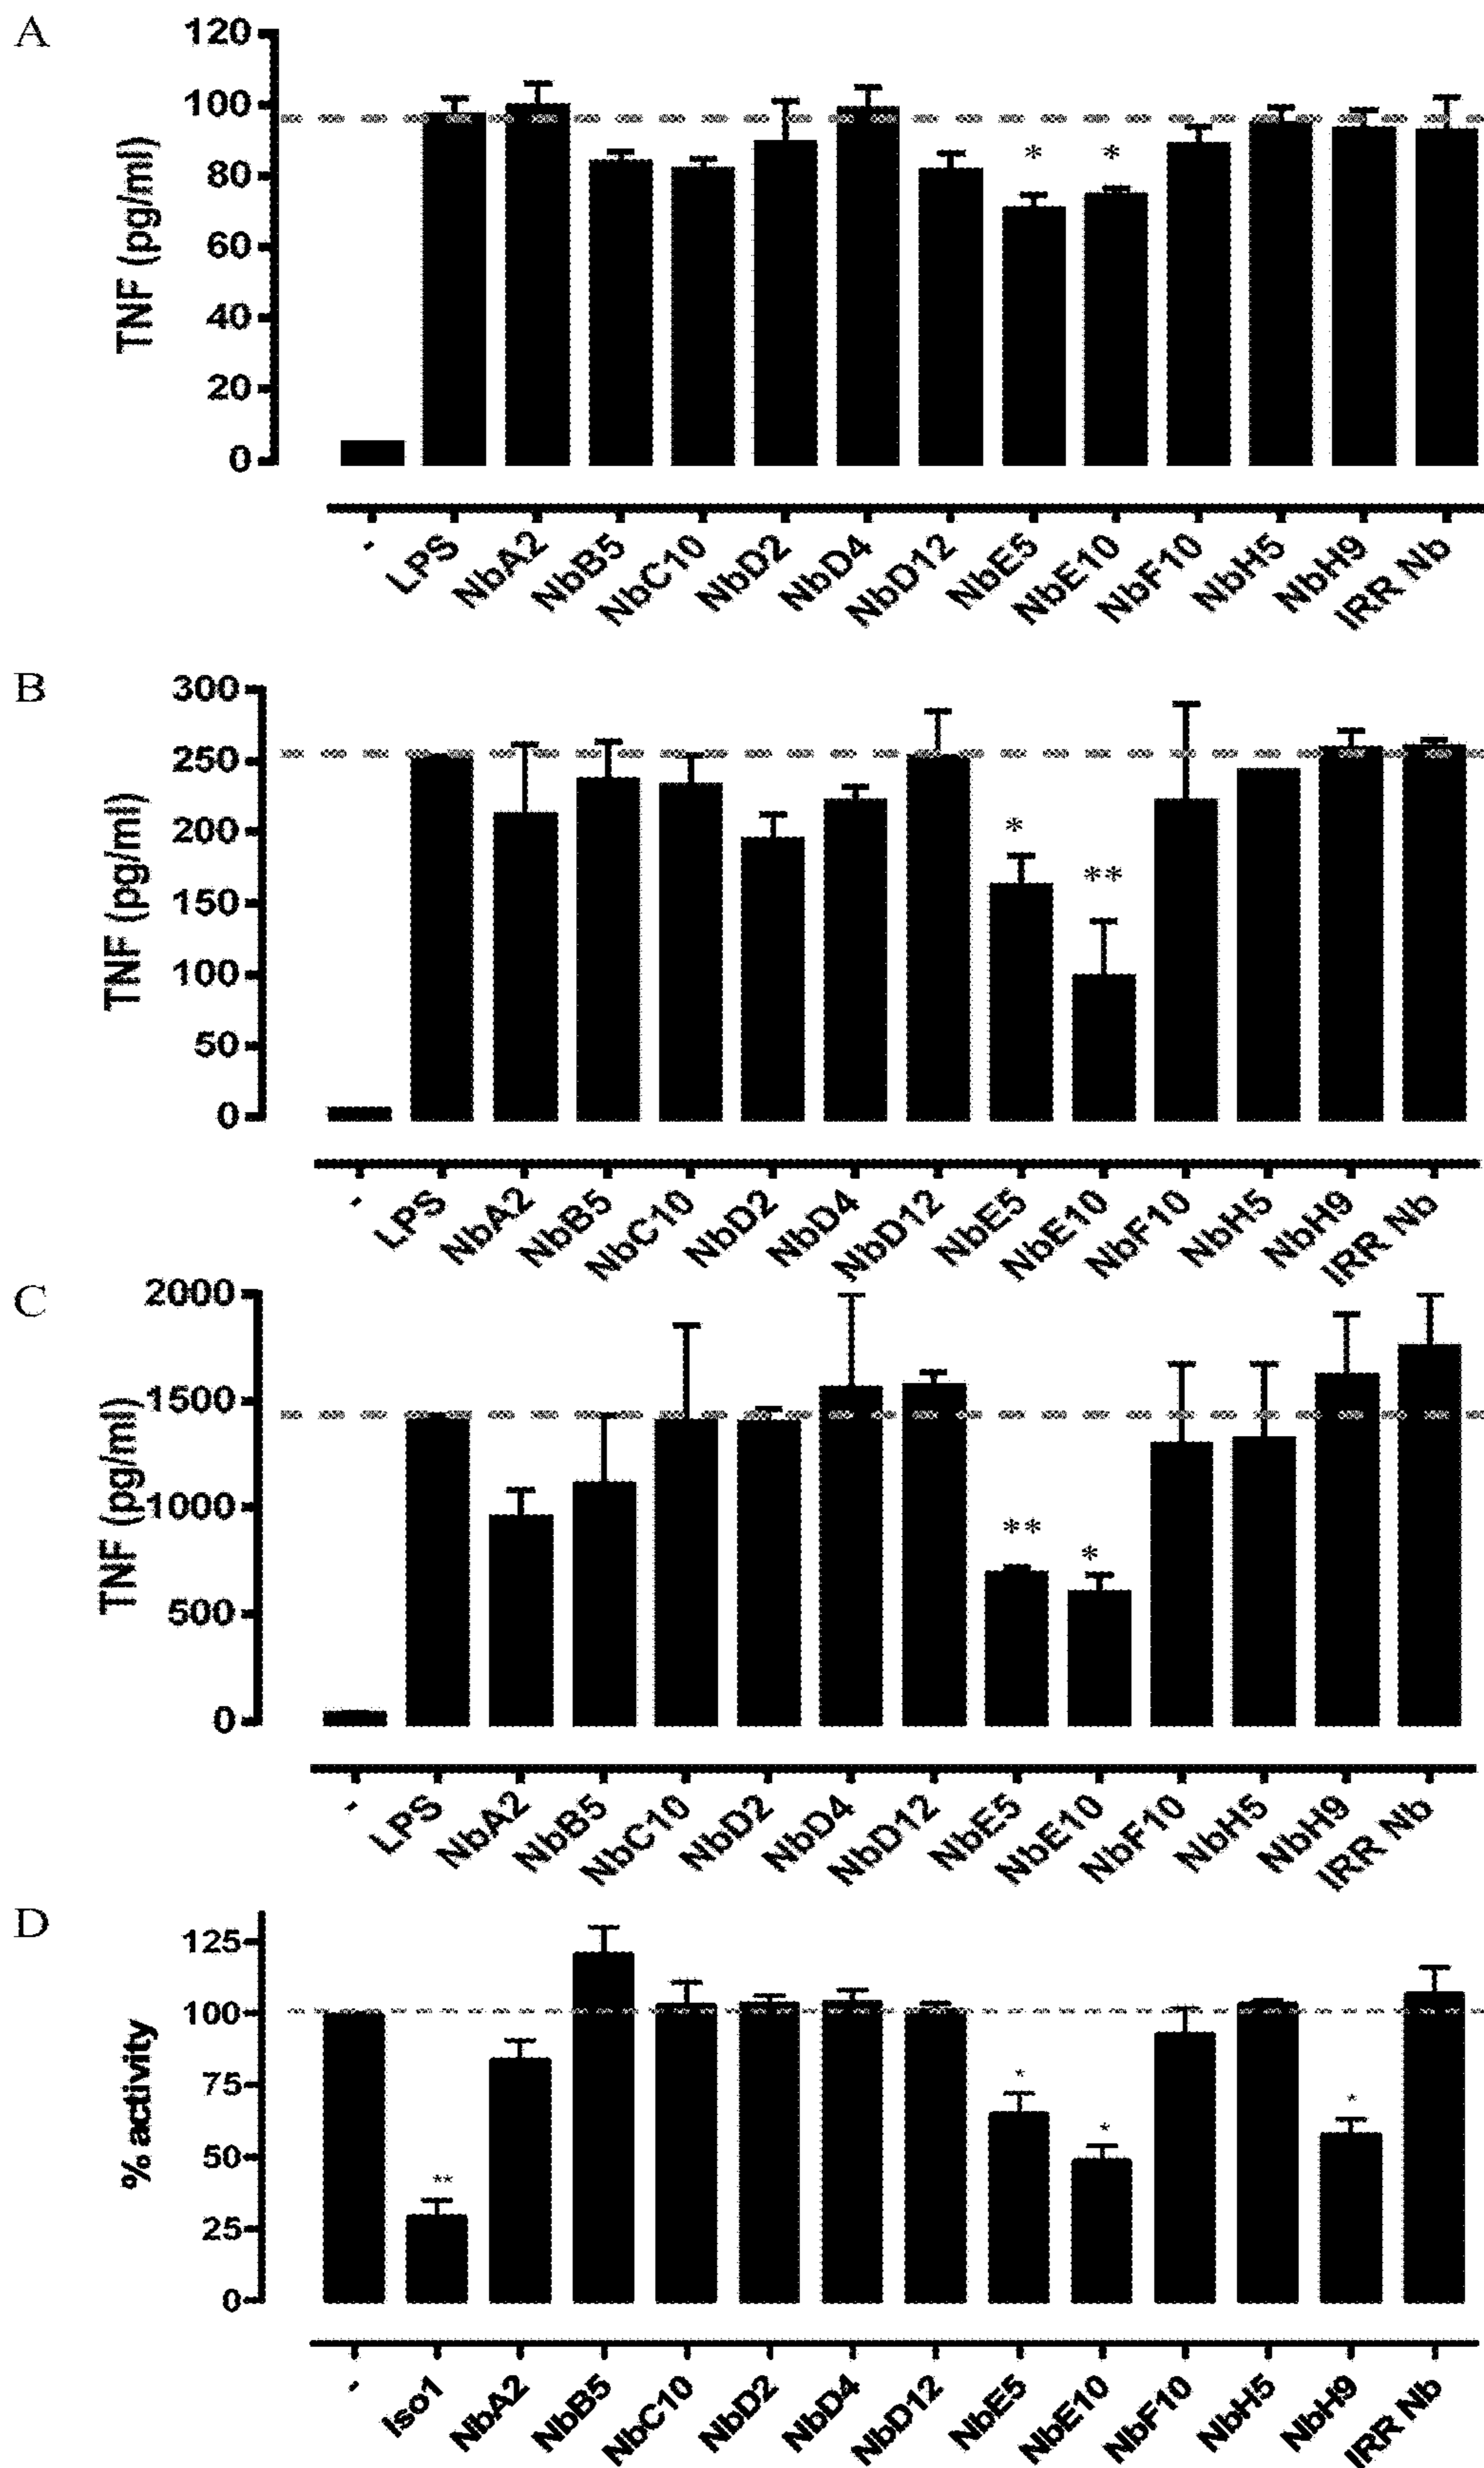 A
120
100
80
60
40
20
0
TNF (pg/ml)
* *
- LPS NbA2 NbB5 NbC10 NbD2 NbD4 NbD12 NbE5 NbE10 NbF10 NbH5 NbH9 IRR Nb
B
300
250
200
150
100
50
0
TNF (pg/ml)
* **
- LPS NbA2 NbB5 NbC10 NbD2 NbD4 NbD12 NbE5 NbE10 NbF10 NbH5 NbH9 IRR Nb
C
2000
1500
1000
500
0
TNF (pg/ml)
** *
- LPS NbA2 NbB5 NbC10 NbD2 NbD4 NbD12 NbE5 NbE10 NbF10 NbH5 NbH9 IRR Nb
D
125
100
75
50
25
0
% activity
** * * *
- Iso1 NbA2 NbB5 NbC10 NbD2 NbD4 NbD12 NbE5 NbE10 NbF10 NbH5 NbH9 IRR Nb